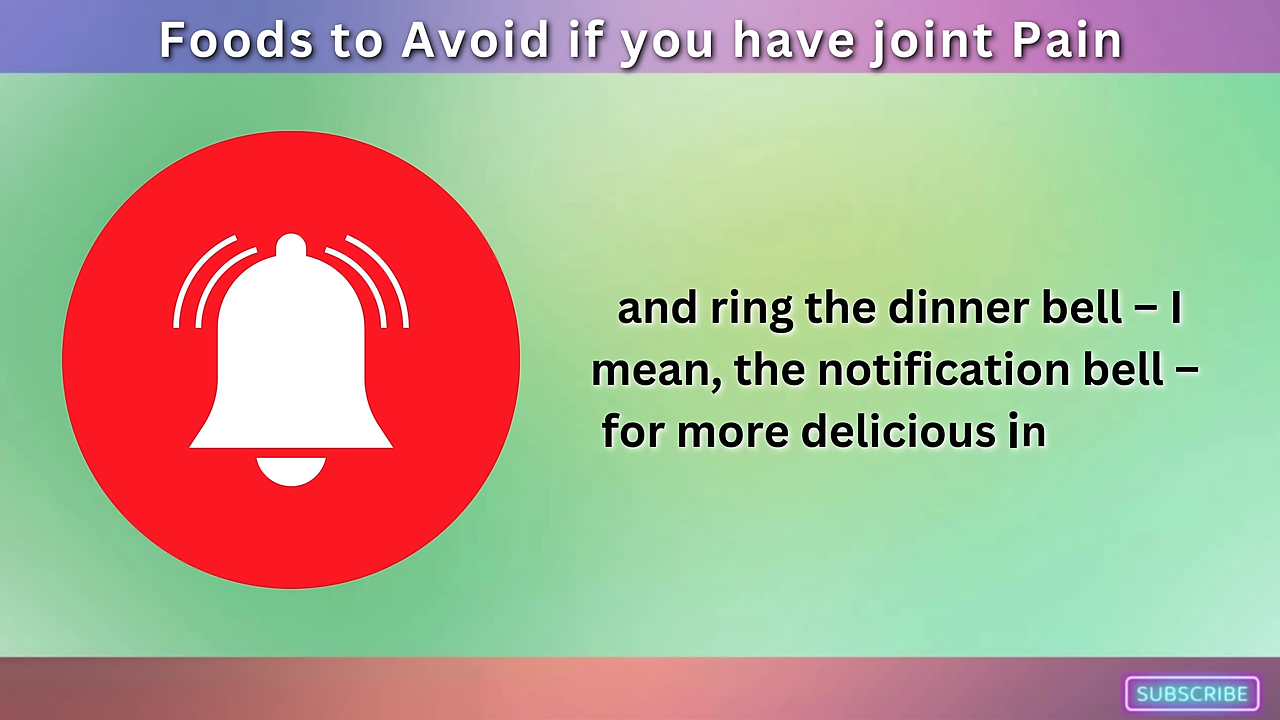 Foods to Avoid if you have joint Pain
and ring the dinner bell – I
mean, the notification bell –
for more delicious in
SUBSCRIBE